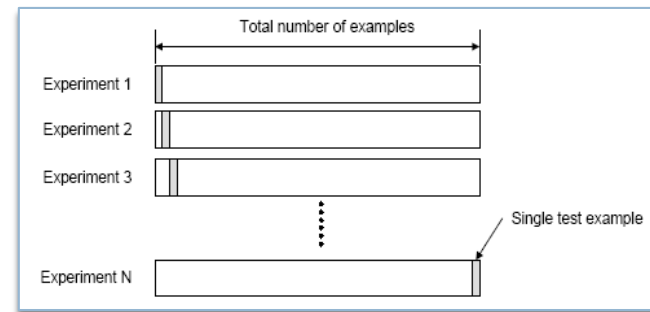 Total number of examples
Experiment 1
Experiment 2
Experiment 3
Single test example
Experiment N